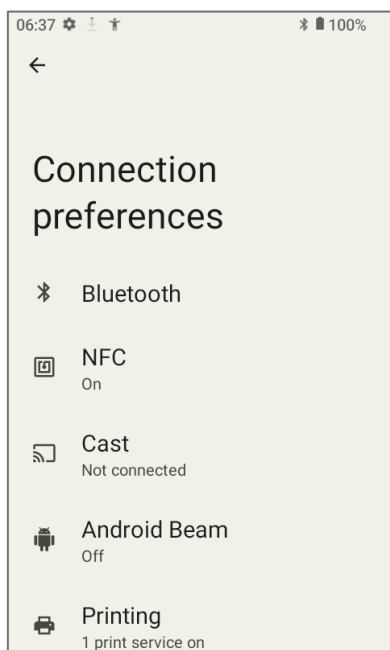 06:37 100%
Connection
preferences
Bluetooth
NFC
On
Cast
Not connected
Android Beam
Off
Printing
1 print service on